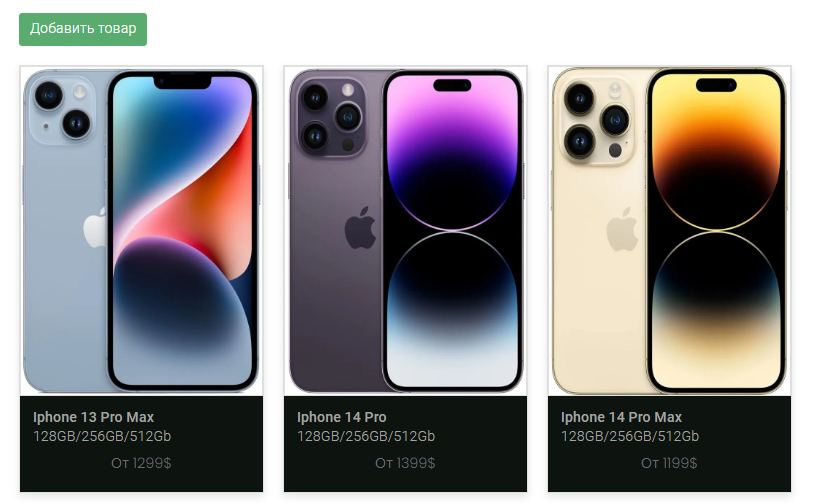 Добавить товар
Iphone 13 Pro Max
128GB/256GB/512Gb
От 1299$
Iphone 14 Pro
128GB/256GB/512Gb
От 1399$
Iphone 14 Pro Max
128GB/256GB/512Gb
От 1199$